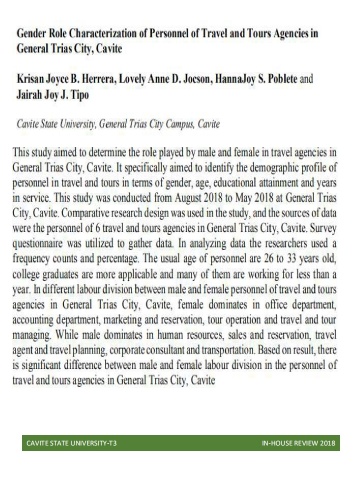 Gender Role Characterization of Personnel of Travel and Tours Agencies in
General Trias City, Cavite
Krisan Joyce B. Herrera, Lovely Anne D. Jocson, HannaJoy S. Poblete and
Jairah Joy J. Tipo
Cavite State University, General Trias City Campus, Cavite
This study aimed to determine the role played by male and female in travel agencies in
General Trias City, Cavite. It specifically aimed to identify the demographic profile of
personnel in travel and tours in terms of gender, age, educational attainment and years
in service. This study was conducted from August 2018 to May 2018 at General Trias
City, Cavite. Comparative research design was used in the study, and the sources of data
were the personnel of 6 travel and tours agencies in General Trias City, Cavite. Survey
questionnaire was utilized to gather data. In analyzing data the researchers used a
frequency counts and percentage. The usual age of personnel are 26 to 33 years old,
college graduates are more applicable and many of them are working for less than a
year. In different labour division between male and female personnel of travel and tours
agencies in General Trias City, Cavite, female dominates in office department,
accounting department, marketing and reservation, tour operation and travel and tour
managing. While male dominates in human resources, sales and reservation, travel
agent and travel planning, corporate consultant and transportation. Based on result, there
is significant difference between male and female labour division in the personnel of
travel and tours agencies in General Trias City, Cavite
CAVITE STATE UNIVERSITY-T3 IN-HOUSE REVIEW 2018